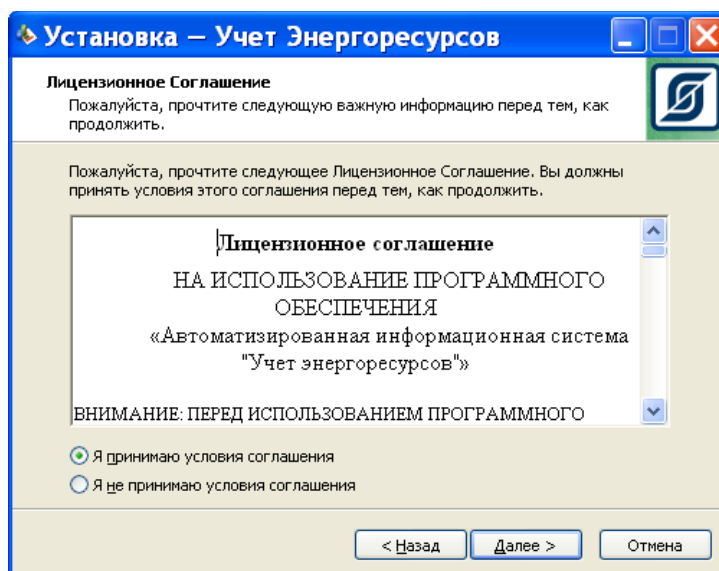 Установка — Учет Энергоресурсов
Лицензионное Соглашение
Пожалуйста, прочтите следующую важную информацию перед тем, как
продолжить.
Пожалуйста, прочтите следующее Лицензионное Соглашение. Вы должны
принять условия этого соглашения перед тем, как продолжить.
Лицензионное соглашение
НА ИСПОЛЬЗОВАНИЕ ПРОГРАММНОГО
ОБЕСПЕЧЕНИЯ
«Автоматизированная информационная система
"Учет энергоресурсов"»
ВНИМАНИЕ: ПЕРЕД ИСПОЛЬЗОВАНИЕМ ПРОГРАММНОГО
Я принимаю условия соглашения
Я не принимаю условия соглашения
< Назад Далее > Отмена